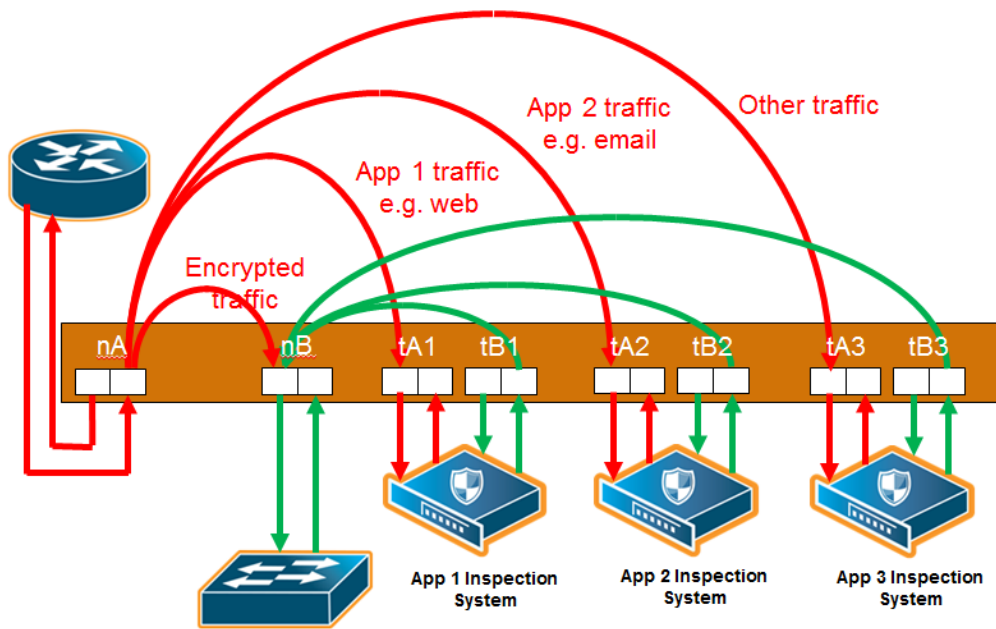 Other traffic
App 2 traffic
e.g. email
App 1 traffic
e.g. web
Encrypted
traffic
nA nB tA1 tB1 tA2 tB2 tA3 tB3
App 1 Inspection
System
App 2 Inspection
System
App 3 Inspection
System